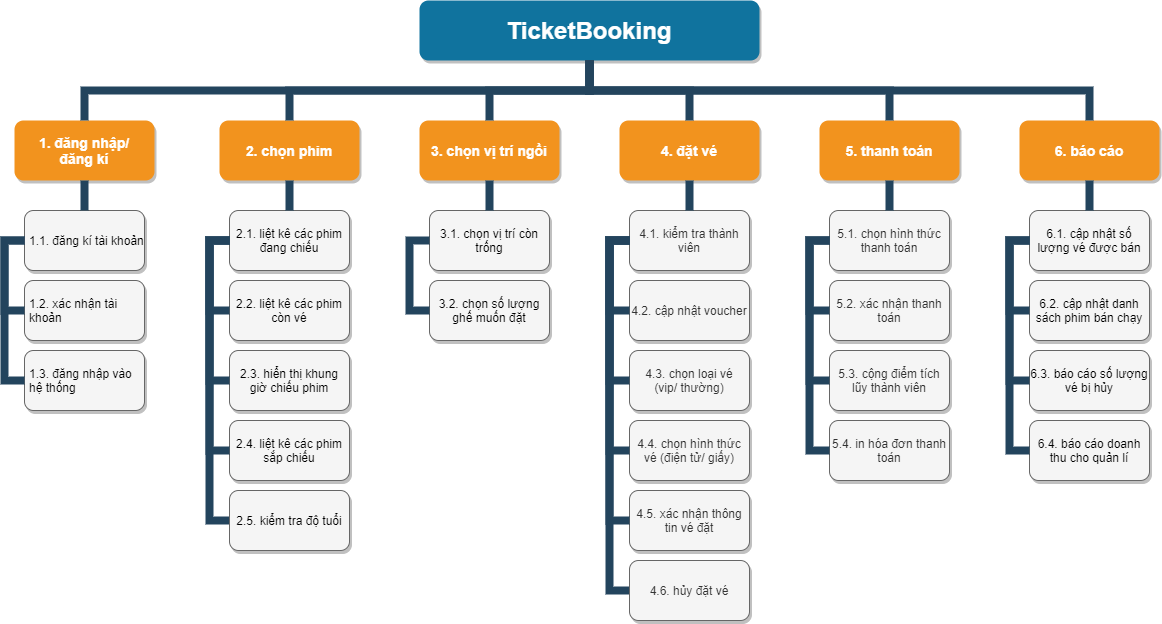 TicketBooking
1. đăng nhập/
đăng kí
1.1. đăng kí tài khoản
1.2. xác nhận tài
khoản
1.3. đăng nhập vào
hệ thống
2. chọn phim
2.1. liệt kê các phim
đang chiếu
2.2. liệt kê các phim
còn vé
2.3. hiển thị khung
giờ chiếu phim
2.4. liệt kê các phim
sắp chiếu
2.5. kiểm tra độ tuổi
3. chọn vị trí ngồi
3.1. chọn vị trí còn
trống
3.2. chọn số lượng
ghế muốn đặt
4. đặt vé
4.1. kiểm tra thành
viên
4.2. cập nhật voucher
4.3. chọn loại vé
(vip/ thường)
4.4. chọn hình thức
vé (điện tử/ giấy)
4.5. xác nhận thông
tin vé đặt
4.6. hủy đặt vé
5. thanh toán
5.1. chọn hình thức
thanh toán
5.2. xác nhận thanh
toán
5.3. cộng điểm tích
lũy thành viên
5.4. in hóa đơn thanh
toán
6. báo cáo
6.1. cập nhật số
lượng vé được bán
6.2. cập nhật danh
sách phim bán chạy
6.3. báo cáo số lượng
vé bị hủy
6.4. báo cáo doanh
thu cho quản lí